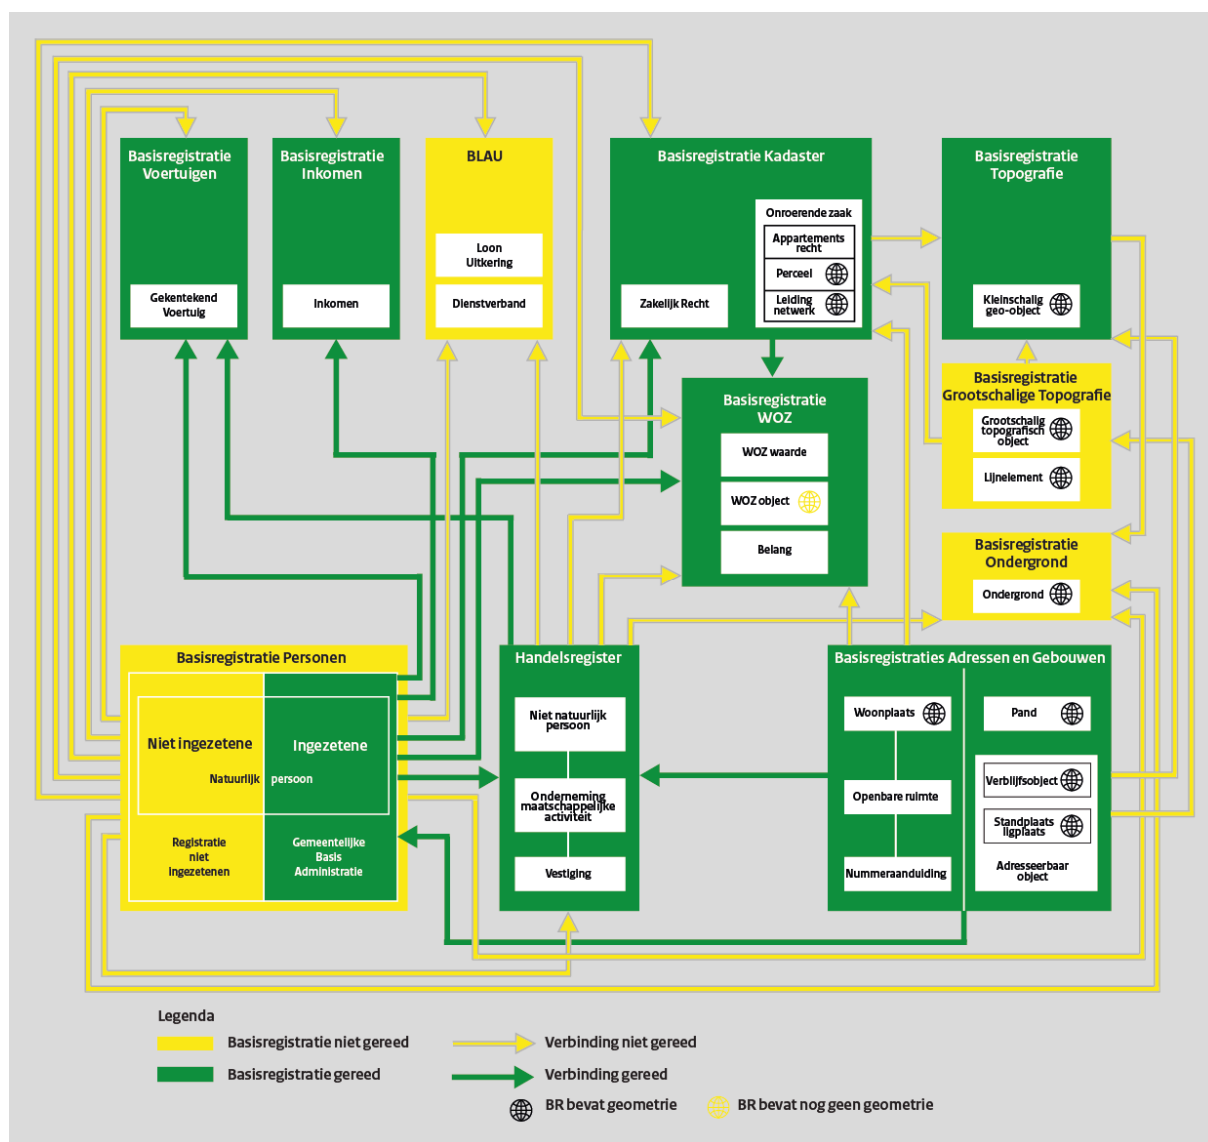 Basisregistratie
Voertuigen
Gekentekend
Voertuig
Basisregistratie
Inkomen
Inkomen
BLAU
Loon
Uitkering
Dienstverband
Basisregistratie Kadaster
Onroerende zaak
Appartements
recht
Perceel
Leiding
netwerk
Zakelijk Recht
Basisregistratie
Topografie
Kleinschalig
geo-object
Basisregistratie
WOZ
WOZ waarde
WOZ object
Belang
Basisregistratie
Grootschalige Topografie
Grootschalig
topografisch
object
Lijnelement
Basisregistratie
Ondergrond
Ondergrond
Basisregistratie Personen
Niet ingezetene
Ingezetene
Natuurlijk persoon
Registratie
niet
Ingezetenen
Gemeentelijke
Basis
Administratie
Handelsregister
Niet natuurlijk
persoon
Onderneming
maatschappelijke
activiteit
Vestiging
Basisregistraties Adressen en Gebouwen
Woonplaats
Openbare ruimte
Nummeraanduiding
Pand
Verblijfsobject
Standplaats
ligplaats
Adresseerbaar
object
Legenda
Basisregistratie niet gereed
Verbinding niet gereed
Basisregistratie gereed
Verbinding gereed
BR bevat geometrie
BR bevat nog geen geometrie